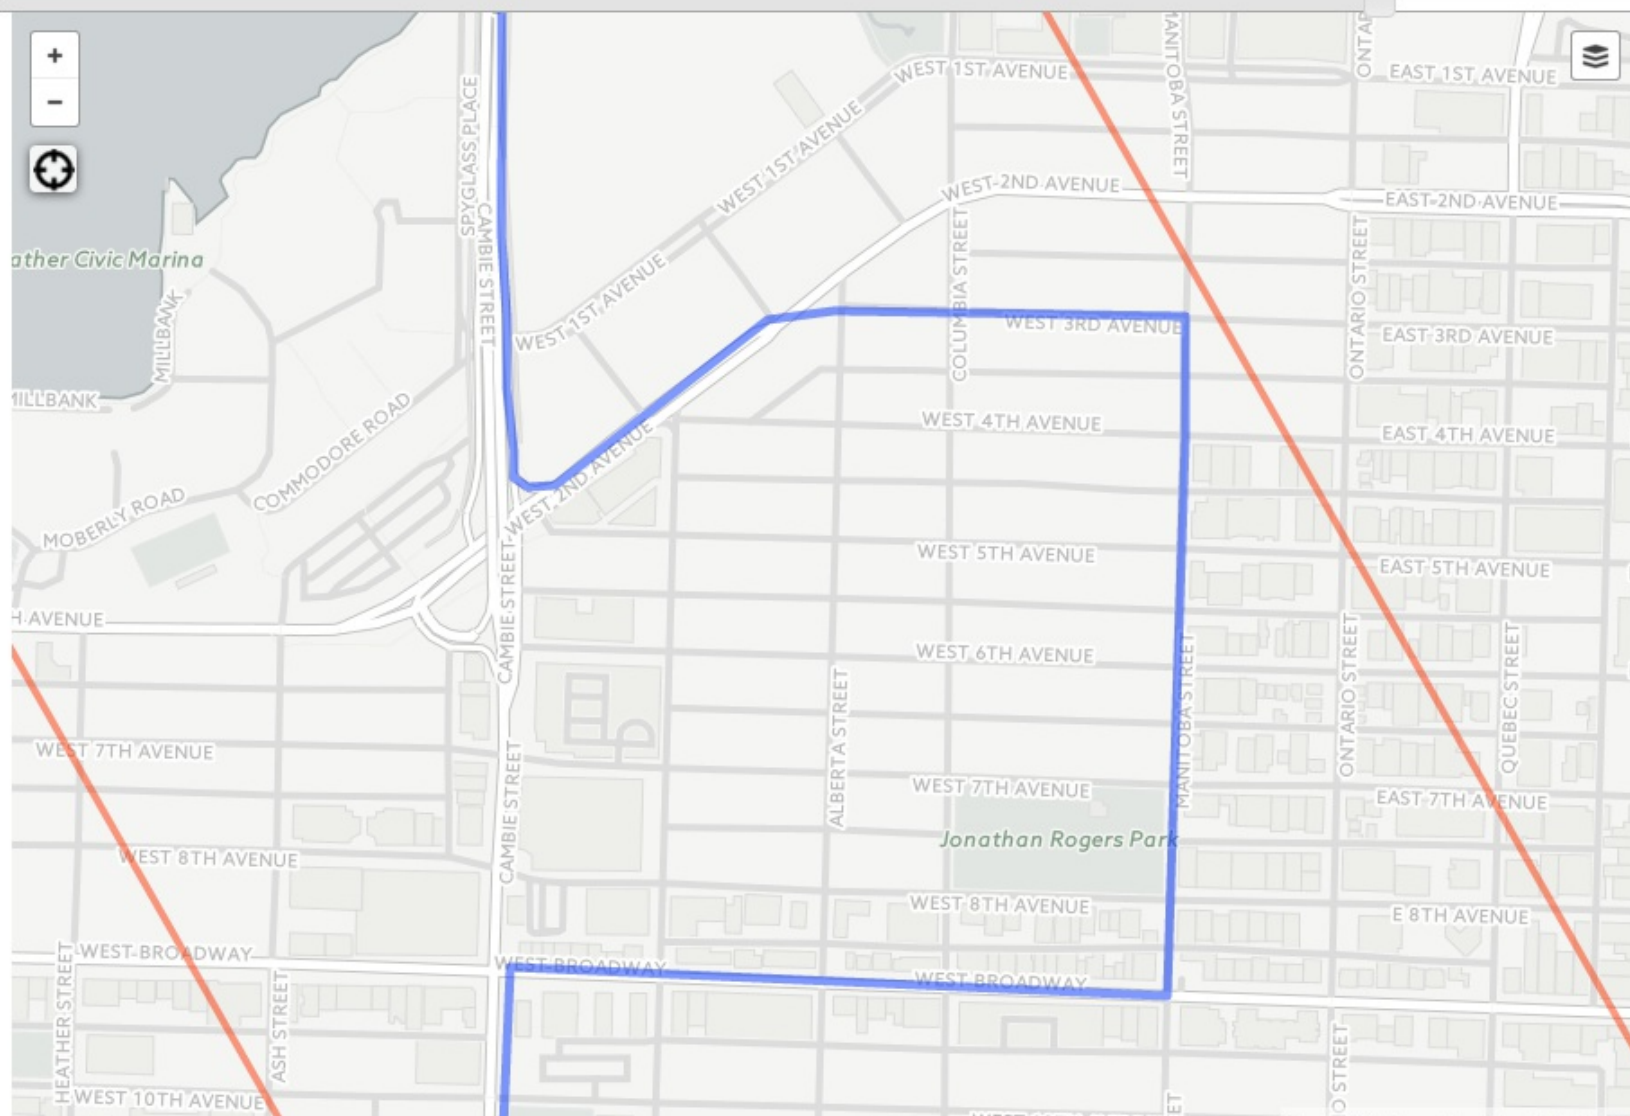 +
−
WEST 1ST AVENUE
EAST 1ST AVENUE
MANITOBA STREET
SPYGLASS PLACE
WEST 1ST AVENUE
WEST 2ND AVENUE
EAST 2ND AVENUE
ather Civic Marina
CAMBIE STREET
WEST 1ST AVENUE
COLUMBIA STREET
ONTARIO STREET
MILLBANK
WEST 3RD AVENUE
EAST 3RD AVENUE
MILLBANK
COMMODORE ROAD
WEST 4TH AVENUE
EAST 4TH AVENUE
WEST 2ND AVENUE
MOBERLY ROAD
WEST 5TH AVENUE
EAST 5TH AVENUE
H AVENUE
CAMBIE STREET
WEST 6TH AVENUE
ALBERTA STREET
MANITOBA STREET
ONTARIO STREET
QUEBEC STREET
WEST 7TH AVENUE
CAMBIE STREET
WEST 7TH AVENUE
EAST 7TH AVENUE
Jonathan Rogers Park
WEST 8TH AVENUE
WEST 8TH AVENUE
E 8TH AVENUE
WEST BROADWAY
WEST BROADWAY
WEST BROADWAY
HEATHER STREET
ASH STREET
O STREET
WEST 10TH AVENUE
ET